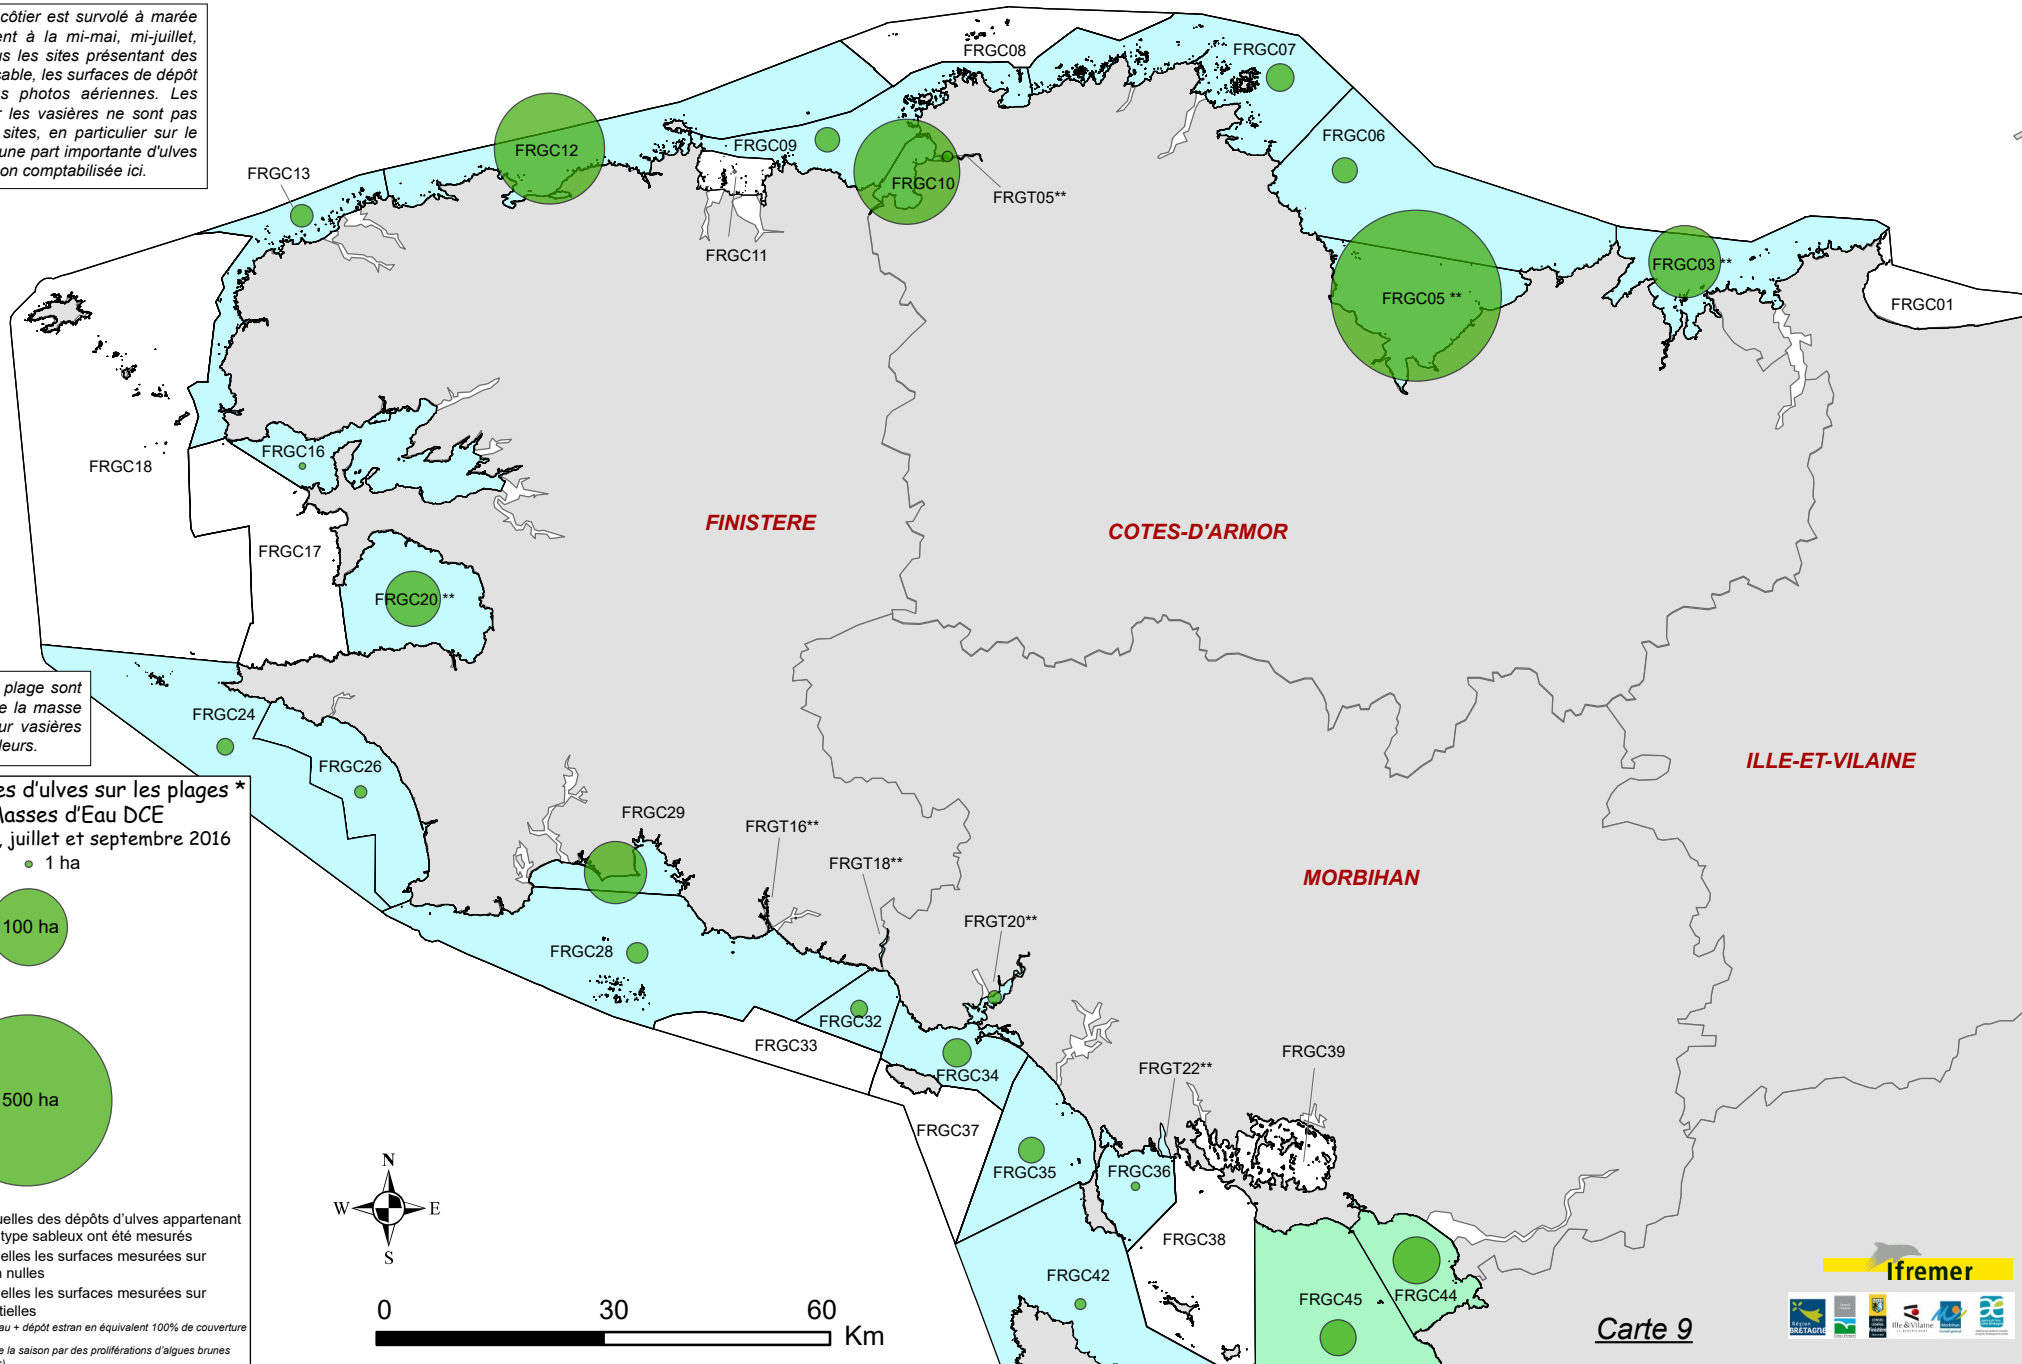 côtier est survolé à marée
ent à la mi-mai, mi-juillet,
us les sites présentant des
sable, les surfaces de dépôt
s photos aériennes. Les
r les vasières ne sont pas
sites, en particulier sur le
une part importante d'ulves
on comptabilisée ici.
FRGC08
FRGC07
FRGC12
FRGC09
FRGC06
FRGC13
FRGC10
FRGT05**
FRGC11
FRGC03 **
FRGC05 **
FRGC01
FRGC16
FRGC18
FINISTERE
COTES-D'ARMOR
FRGC17
FRGC20 **
plage sont
e la masse
ur vasières
leurs.
FRGC24
FRGC26
ILLE-ET-VILAINE
es d'ulves sur les plages *
Masses d'Eau DCE
, juillet et septembre 2016
1 ha
100 ha
500 ha
FRGC29
FRGT16**
FRGT18**
MORBIHAN
FRGT20**
FRGC28
FRGC32
FRGC33
FRGC34
FRGT22**
FRGC39
FRGC37
FRGC35
FRGC36
FRGC38
FRGC42
FRGC45
FRGC44
uelles des dépôts d'ulves appartenant
type sableux ont été mesurés
elles les surfaces mesurées sur
n nulles
elles les surfaces mesurées sur
tielles
au + dépôt estran en équivalent 100% de couverture
e la saison par des proliférations d'algues brunes
N
W
E
S
0 30 60
Km
Carte 9
Ifremer
Région
BRETAGNE
Ille & Vilaine
Morbihan